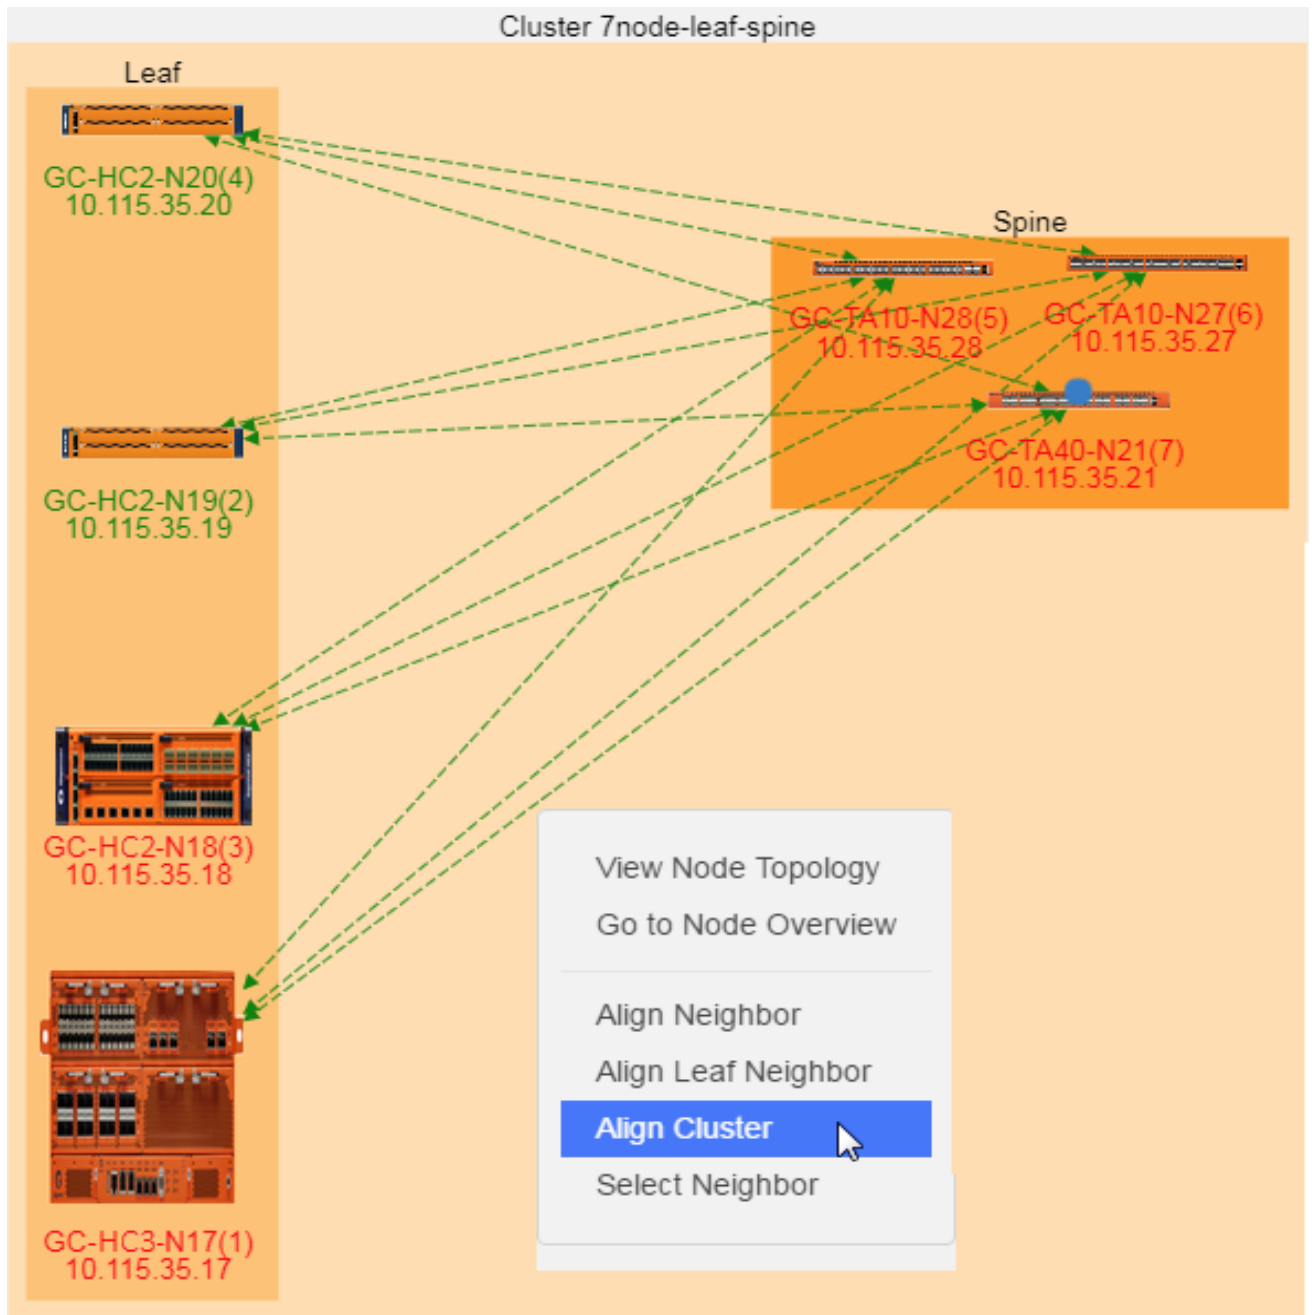 Cluster 7node-leaf-spine
Leaf
GC-HC2-N20(4)
10.115.35.20
Spine
GC-TA10-N28(5)
10.115.35.28
GC-TA10-N27(6)
10.115.35.27
GC-TA40-N21(7)
10.115.35.21
GC-HC2-N19(2)
10.115.35.19
GC-HC2-N18(3)
10.115.35.18
GC-HC3-N17(1)
10.115.35.17
View Node Topology
Go to Node Overview
Align Neighbor
Align Leaf Neighbor
Align Cluster
Select Neighbor